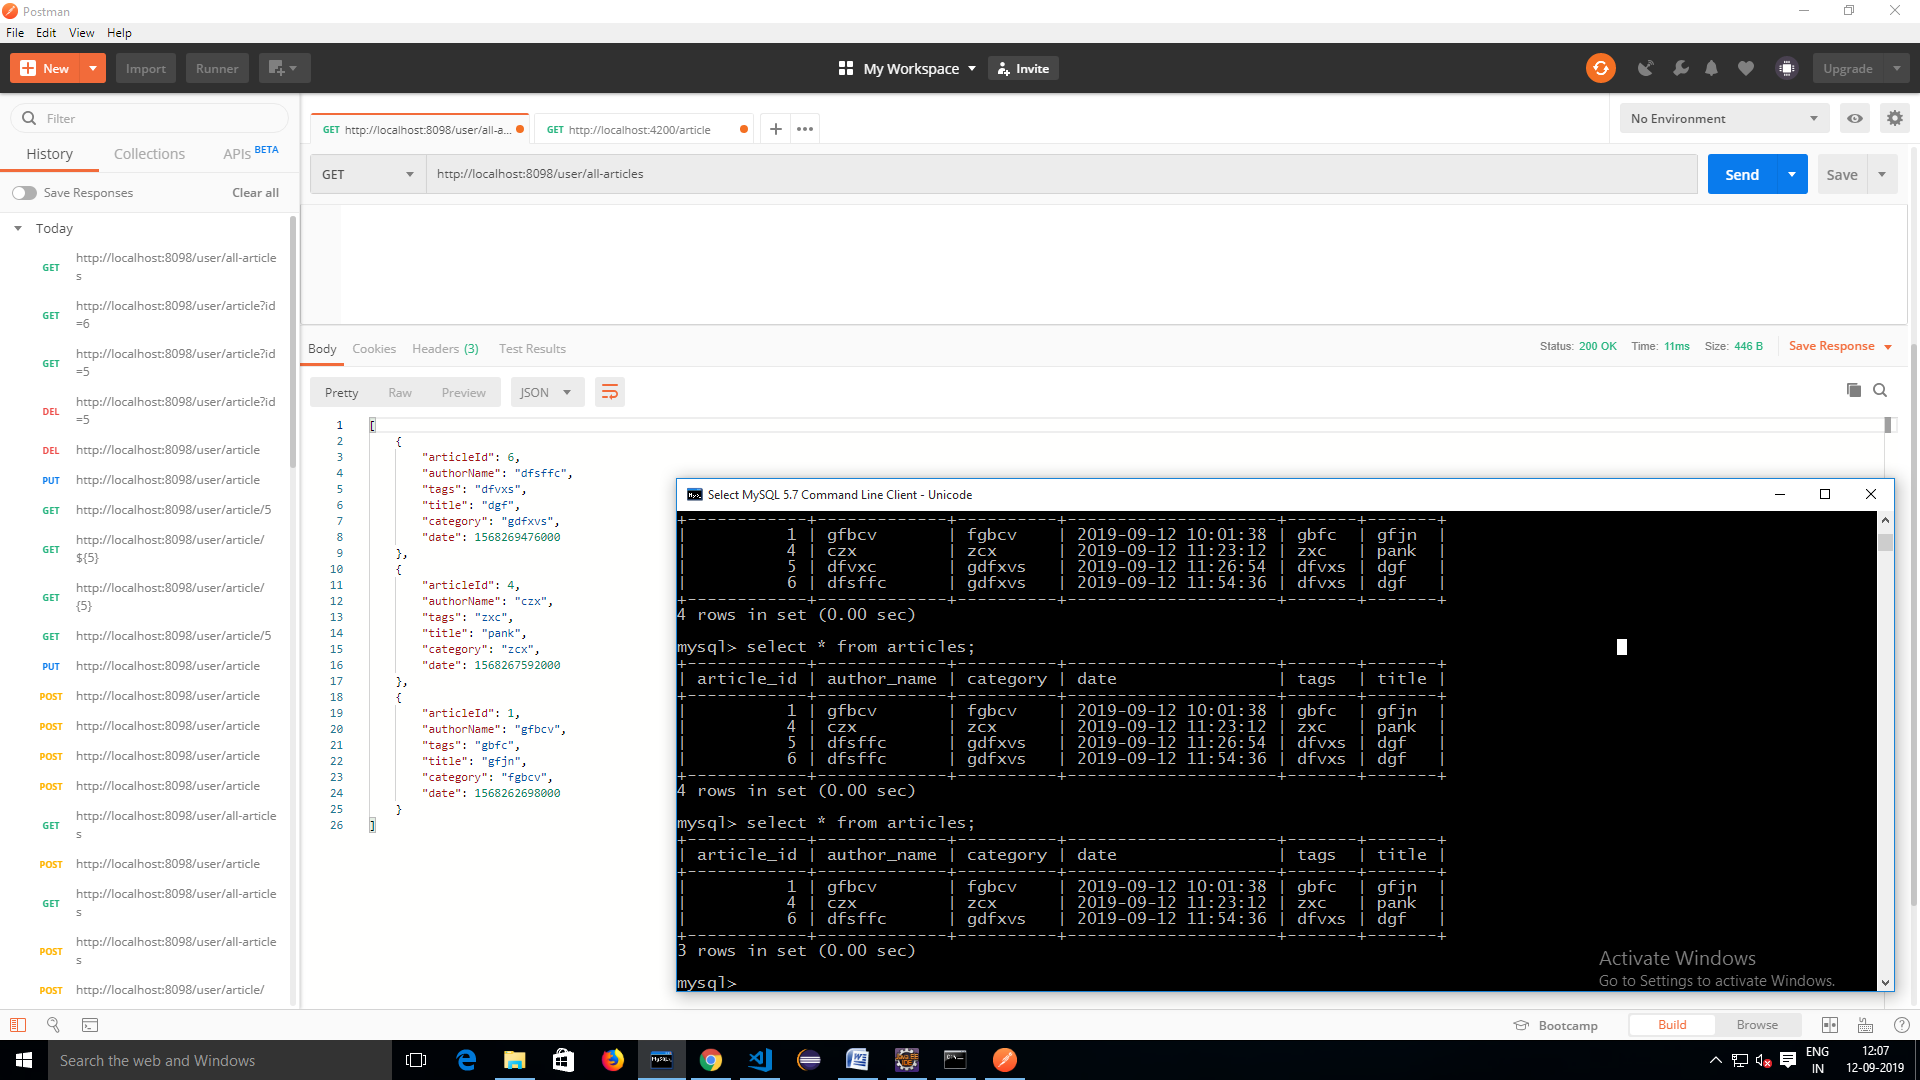 Postman
File Edit View Help
New Import Runner My Workspace Invite Upgrade
Filter
History Collections APIs BETA
Save Responses Clear all
Today
GET http://localhost:8098/user/all-article
s
GET http://localhost:8098/user/article?id
=6
GET http://localhost:8098/user/article?id
=5
DEL http://localhost:8098/user/article?id
=5
DEL http://localhost:8098/user/article
PUT http://localhost:8098/user/article
GET http://localhost:8098/user/article/5
GET http://localhost:8098/user/article/
${5}
GET http://localhost:8098/user/article/
{5}
GET http://localhost:8098/user/article/5
PUT http://localhost:8098/user/article
POST http://localhost:8098/user/article
POST http://localhost:8098/user/article
POST http://localhost:8098/user/article
POST http://localhost:8098/user/article
GET http://localhost:8098/user/all-article
s
POST http://localhost:8098/user/article
GET http://localhost:8098/user/all-article
s
POST http://localhost:8098/user/all-article
s
POST http://localhost:8098/user/article/
GET http://localhost:8098/user/all-a... GET http://localhost:4200/article
No Environment
GET http://localhost:8098/user/all-articles Send Save
Body Cookies Headers (3) Test Results Status: 200 OK Time: 11ms Size: 446 B Save Response
Pretty Raw Preview JSON
1 [
2 {
3 "articleId": 6,
4 "authorName": "dfsffc",
5 "tags": "dfvxs",
6 "title": "dgf",
7 "category": "gdfxvs",
8 "date": 1568269476000
9 },
10 {
11 "articleId": 4,
12 "authorName": "czx",
13 "tags": "zxc",
14 "title": "pank",
15 "category": "zcx",
16 "date": 1568267592000
17 },
18 {
19 "articleId": 1,
20 "authorName": "gfbcv",
21 "tags": "gbfc",
22 "title": "gfjn",
23 "category": "fgbcv",
24 "date": 1568262698000
25 }
26 ]
Select MySQL 5.7 Command Line Client - Unicode
+------------+-------------+----------+---------------------+-------+-------+
| 1 | gfbcv | fgbcv | 2019-09-12 10:01:38 | gbfc | gfjn |
| 4 | czx | zcx | 2019-09-12 11:23:12 | zxc | pank |
| 5 | dfvxc | gdfxvs | 2019-09-12 11:26:54 | dfvxs | dgf |
| 6 | dfsffc | gdfxvs | 2019-09-12 11:54:36 | dfvxs | dgf |
+------------+-------------+----------+---------------------+-------+-------+
4 rows in set (0.00 sec)
mysql> select * from articles;
+------------+-------------+----------+---------------------+-------+-------+
| article_id | author_name | category | date | tags | title |
+------------+-------------+----------+---------------------+-------+-------+
| 1 | gfbcv | fgbcv | 2019-09-12 10:01:38 | gbfc | gfjn |
| 4 | czx | zcx | 2019-09-12 11:23:12 | zxc | pank |
| 5 | dfsffc | gdfxvs | 2019-09-12 11:26:54 | dfvxs | dgf |
| 6 | dfsffc | gdfxvs | 2019-09-12 11:54:36 | dfvxs | dgf |
+------------+-------------+----------+---------------------+-------+-------+
4 rows in set (0.00 sec)
mysql> select * from articles;
+------------+-------------+----------+---------------------+-------+-------+
| article_id | author_name | category | date | tags | title |
+------------+-------------+----------+---------------------+-------+-------+
| 1 | gfbcv | fgbcv | 2019-09-12 10:01:38 | gbfc | gfjn |
| 4 | czx | zcx | 2019-09-12 11:23:12 | zxc | pank |
| 6 | dfsffc | gdfxvs | 2019-09-12 11:54:36 | dfvxs | dgf |
+------------+-------------+----------+---------------------+-------+-------+
3 rows in set (0.00 sec)
mysql>
Activate Windows
Go to Settings to activate Windows.
Bootcamp Build Browse
Search the web and Windows
ENG
IN
12:07
12-09-2019